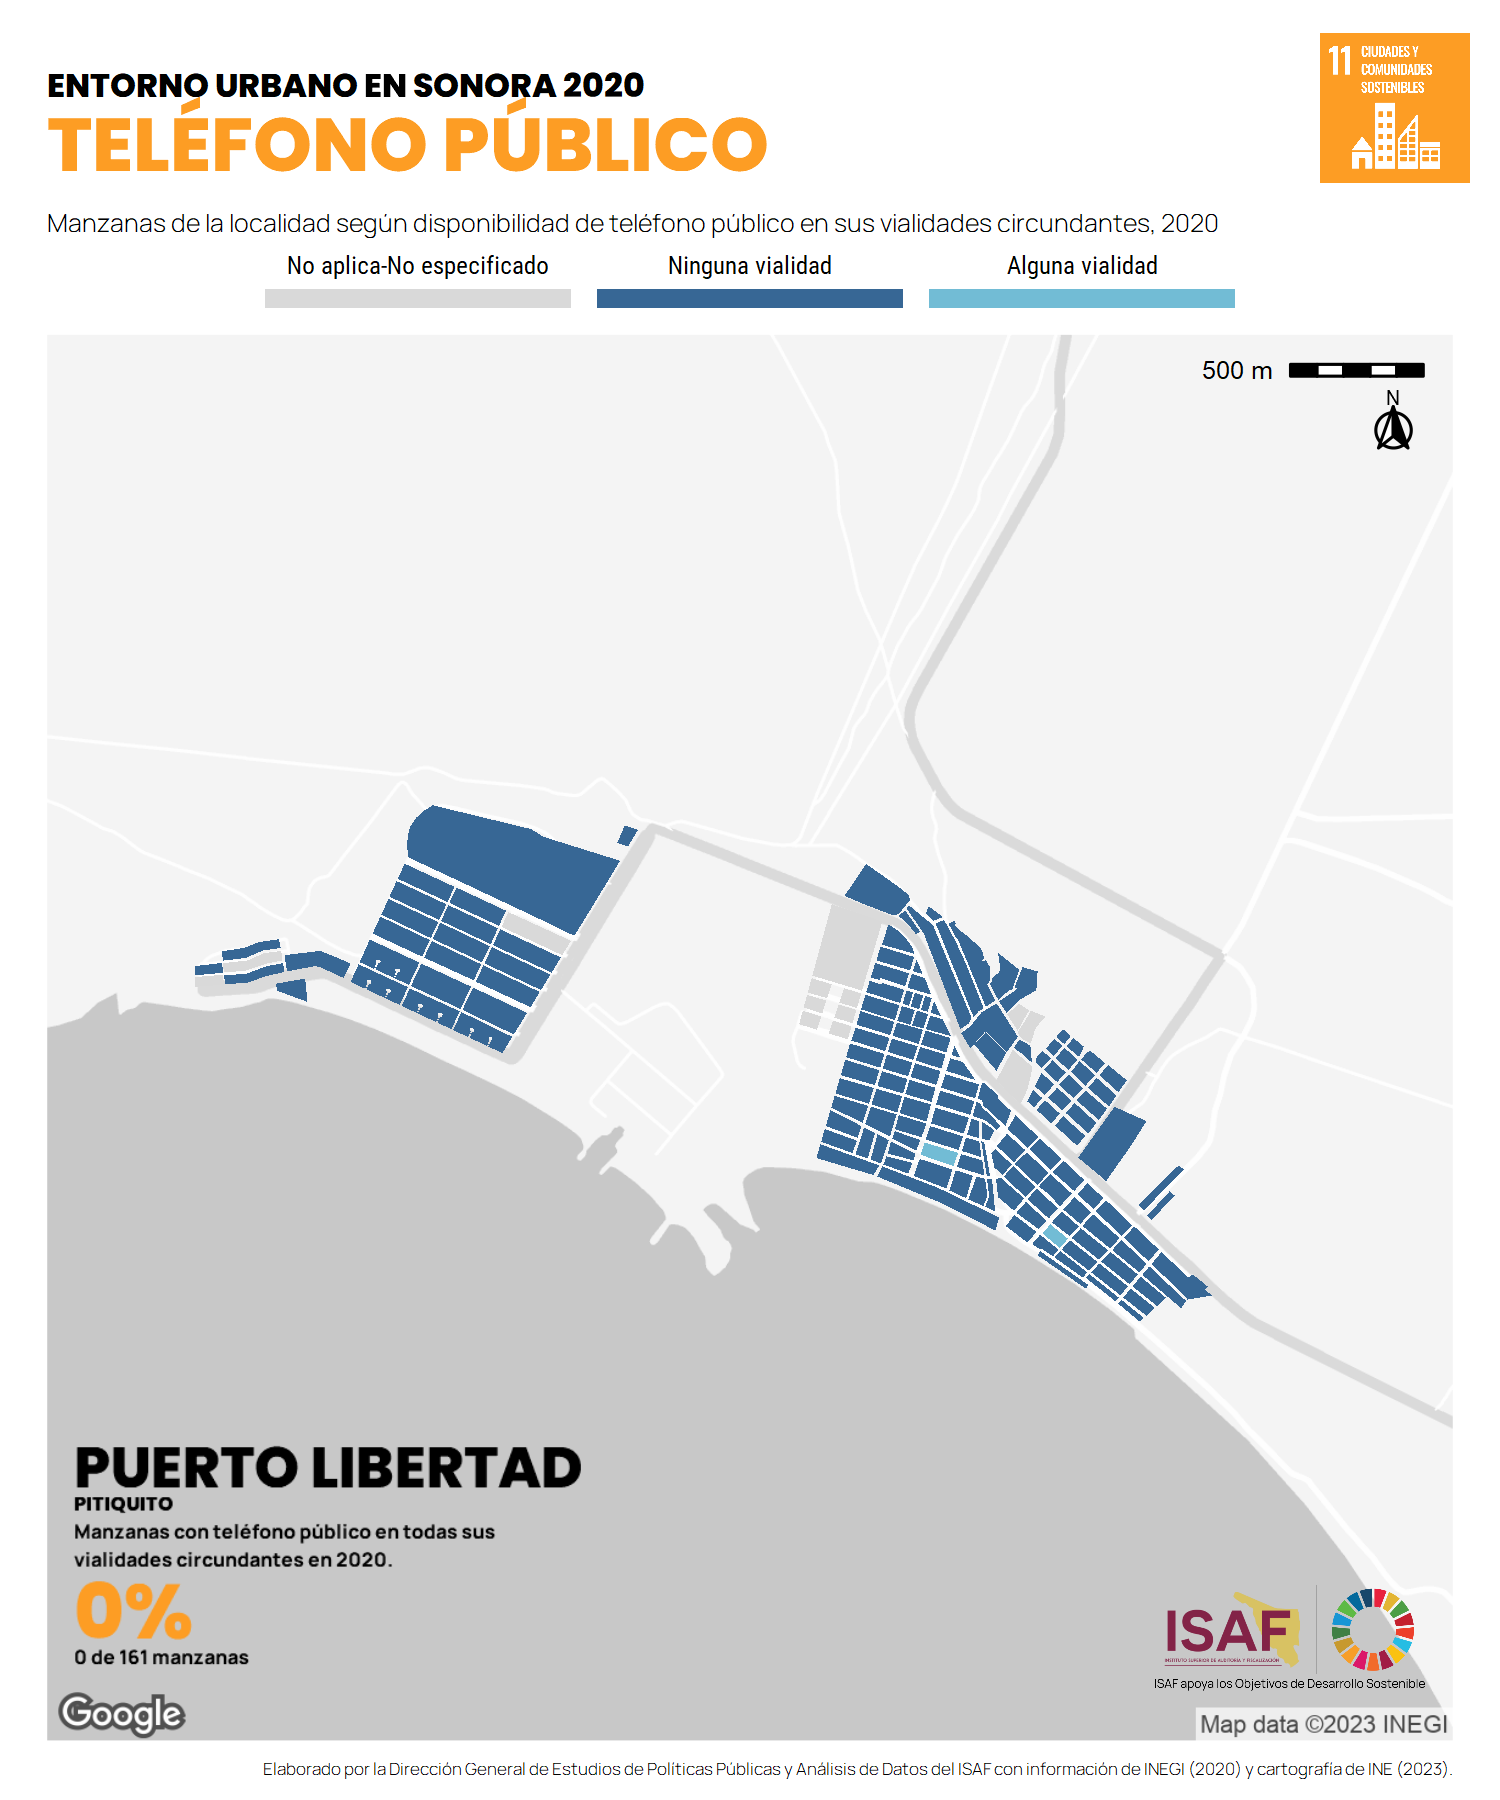 ENTORNO URBANO EN SONORA 2020
TELÉFONO PÚBLICO
11 CIUDADES Y
COMUNIDADES
SOSTENIBLES
Manzanas de la localidad según disponibilidad de teléfono público en sus vialidades circundantes, 2020
No aplica-No especificado
Ninguna vialidad
Alguna vialidad
500 m
N
PUERTO LIBERTAD
PITIQUITO
Manzanas con teléfono público en todas sus
vialidades circundantes en 2020.
0%
0 de 161 manzanas
ISAF
INSTITUTO SUPERIOR DE AUDITORÍA Y FISCALIZACIÓN
ISAF apoya los Objetivos de Desarrollo Sostenible
Google
Map data ©2023 INEGI
Elaborado por la Dirección General de Estudios de Políticas Públicas y Análisis de Datos del ISAF con información de INEGI (2020) y cartografía de INE (2023).